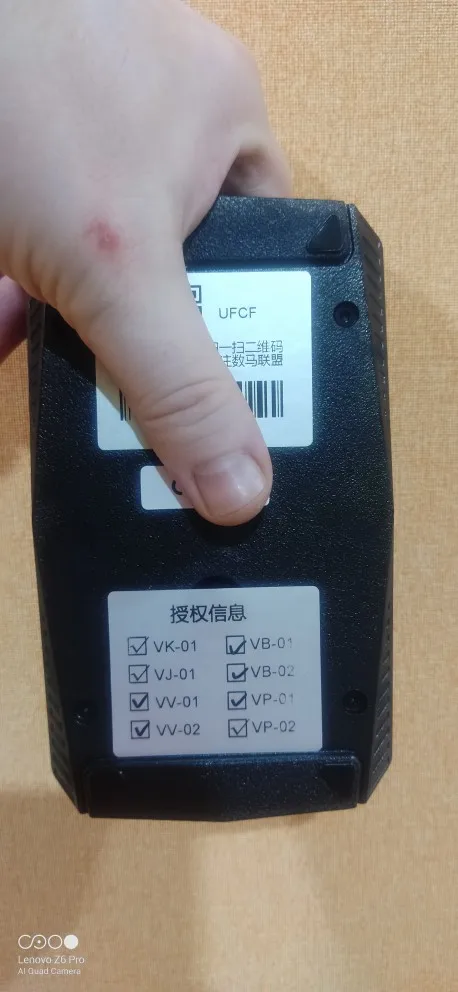 UFCF
一扫二维码
注数马联盟
授权信息
VK-01 VB-01
VJ-01 VB-02
VV-01 VP-01
VV-02 VP-02
Lenovo Z6 Pro
AI Quad Camera